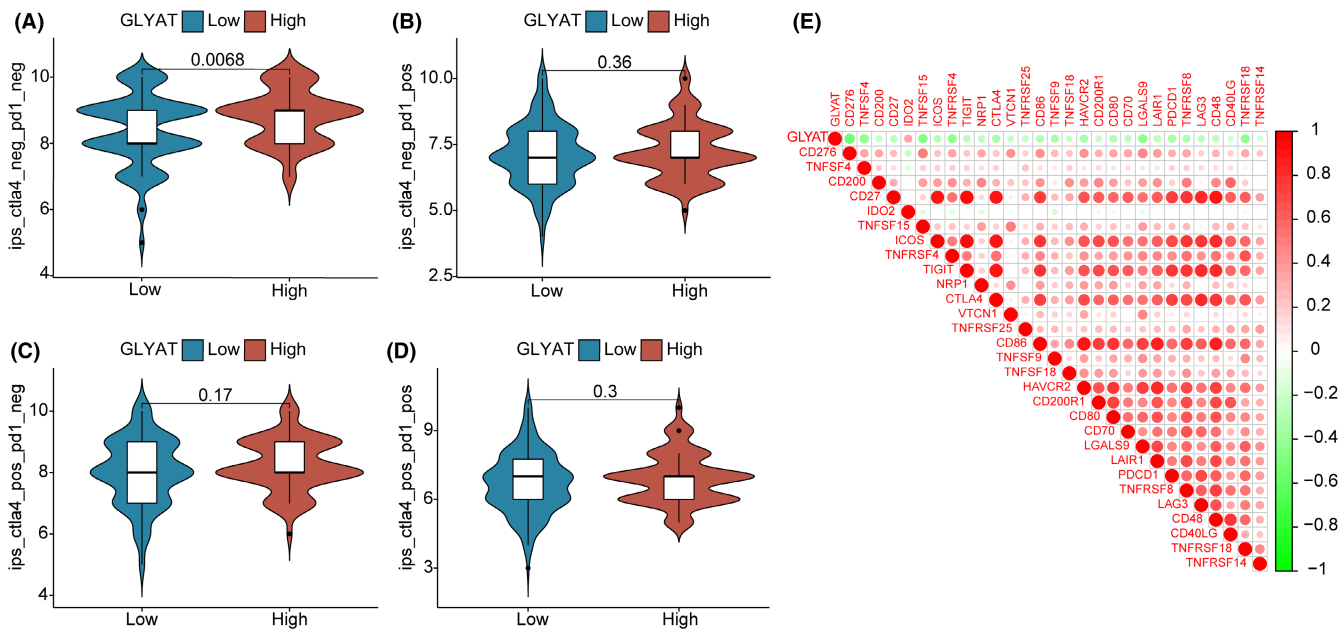 (A)
GLYAT Low High
ips_ctla4_neg_pd1_neg
10
8
6
4
0.0068
Low High
(B)
GLYAT Low High
ips_ctla4_neg_pd1_pos
10.0
7.5
5.0
2.5
0.36
Low High
(C)
GLYAT Low High
ips_ctla4_pos_pd1_neg
10
8
6
4
0.17
Low High
(D)
GLYAT Low High
ips_ctla4_pos_pd1_pos
9
6
3
0.3
Low High
(E)
GLYAT
CD276
TNFSF4
CD200
CD27
IDO2
TNFSF15
ICOS
TNFRSF4
TIGIT
NRP1
CTLA4
VTCN1
TNFRSF25
CD86
TNFSF9
TNFSF18
HAVCR2
CD200R1
CD80
CD70
LGALS9
LAIR1
PDCD1
TNFRSF8
LAG3
CD48
CD40LG
TNFRSF18
TNFRSF14
GLYAT
CD276
TNFSF4
CD200
CD27
IDO2
TNFSF15
ICOS
TNFRSF4
TIGIT
NRP1
CTLA4
VTCN1
TNFRSF25
CD86
TNFSF9
TNFSF18
HAVCR2
CD200R1
CD80
CD70
LGALS9
LAIR1
PDCD1
TNFRSF8
LAG3
CD48
CD40LG
TNFRSF18
TNFRSF14
1
0.8
0.6
0.4
0.2
0
−0.2
−0.4
−0.6
−0.8
−1